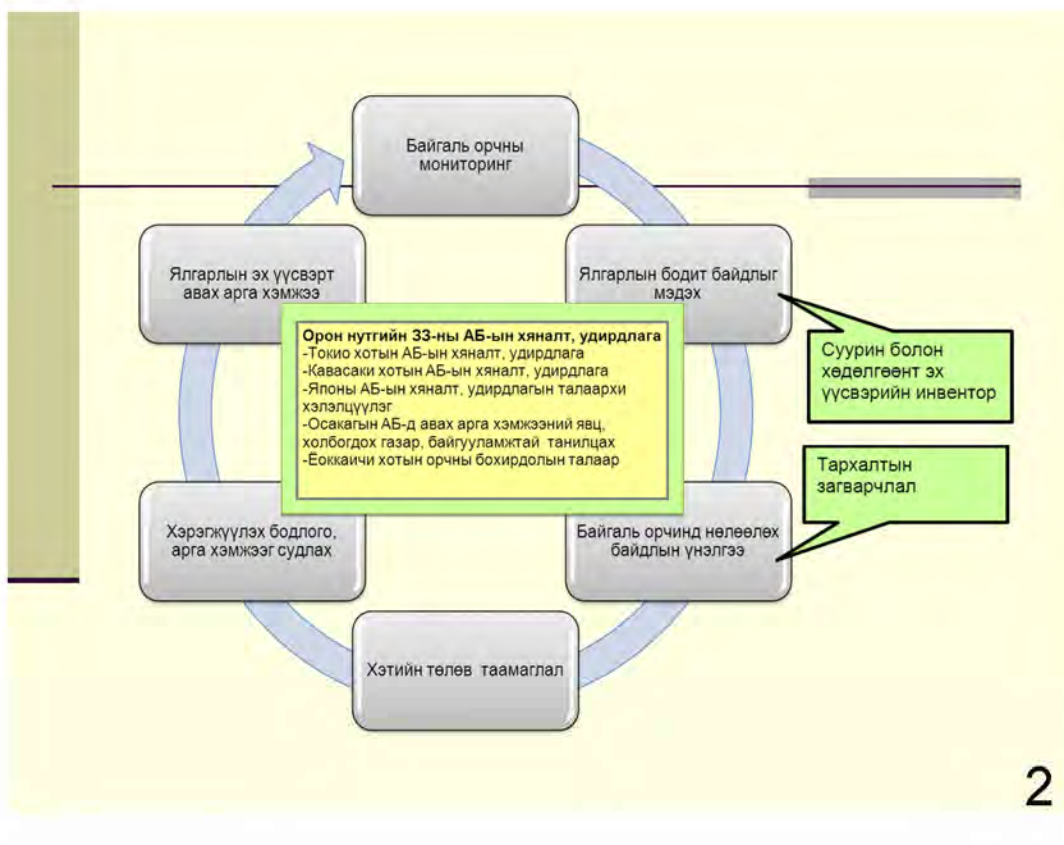 Байгаль орчны
мониторинг
Ялгарлын эх үүсвэрт
авах арга хэмжээ
Ялгарлын бодит байдлыг
мэдэх
Орон нутгийн ЗЗ-ны АБ-ын хяналт, удирдлага
-Токио хотын АБ-ын хяналт, удирдлага
-Кавасаки хотын АБ-ын хяналт, удирдлага
-Японы АБ-ын хяналт, удирдлагын талаархи
хэлэлцүүлэг
-Осакагын АБ-д авах арга хэмжээний явц,
холбогдох газар, байгууламжтай танилцах
-Ёоккаичи хотын орчны бохирдолын талаар
Суурин болон
хөдөлгөөнт эх
үүсвэрийн инвентор
Тархалтын
загварчлал
Хэрэгжүүлэх бодлого,
арга хэмжээг судлах
Байгаль орчинд нөлөөлөх
байдлын үнэлгээ
Хэтийн төлөв таамаглал
2